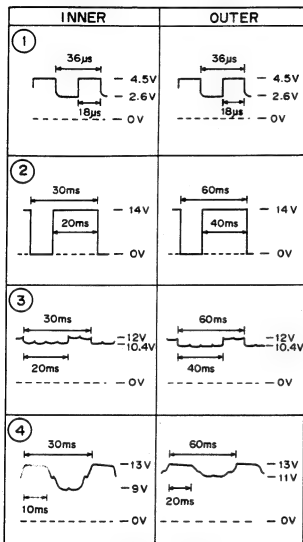 INNER OUTER
1
36µs 36µs
4.5V 4.5V
2.6V 2.6V
18µs 18µs
0V 0V
2
30ms 60ms
14V 14V
20ms 40ms
0V 0V
3
30ms 60ms
12V 12V
10.4V 10.4V
20ms 40ms
0V 0V
4
30ms 60ms
13V 13V
9V 11V
10ms 20ms
0V 0V